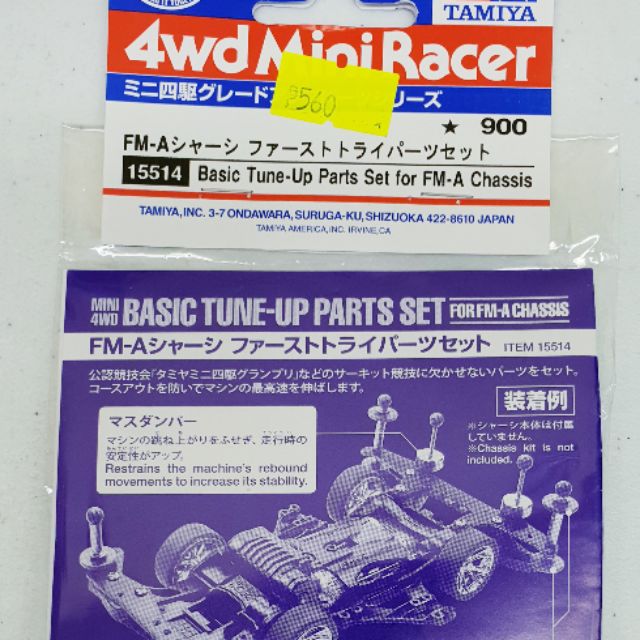 TAMIYA
4wd Mini Racer
ミニ四駆グレード
リーズ
560
★ 900
FM-Aシャーシ ファーストトライパーツセット
15514 Basic Tune-Up Parts Set for FM-A Chassis
TAMIYA, INC. 3-7 ONDAWARA, SURUGA-KU, SHIZUOKA 422-8610 JAPAN
TAMIYA AMERICA, INC. IRVINE, CA
MINI 4WD BASIC TUNE-UP PARTS SET FOR FM-A CHASSIS
FM-Aシャーシ ファーストトライパーツセット ITEM 15514
公認競技会「タミヤミニ四駆グランプリ」などのサーキット競技に欠かせないパーツをセット。
コースアウトを防いでマシンの最高速を伸ばします。
装着例
※シャーシ本体は付属
していません。
※Chassis kit is not
included.
マスダンパー
マシンの跳ね上がりをふせぎ、走行時の
安定性がアップ。
Restrains the machine's rebound
movements to increase its stability.